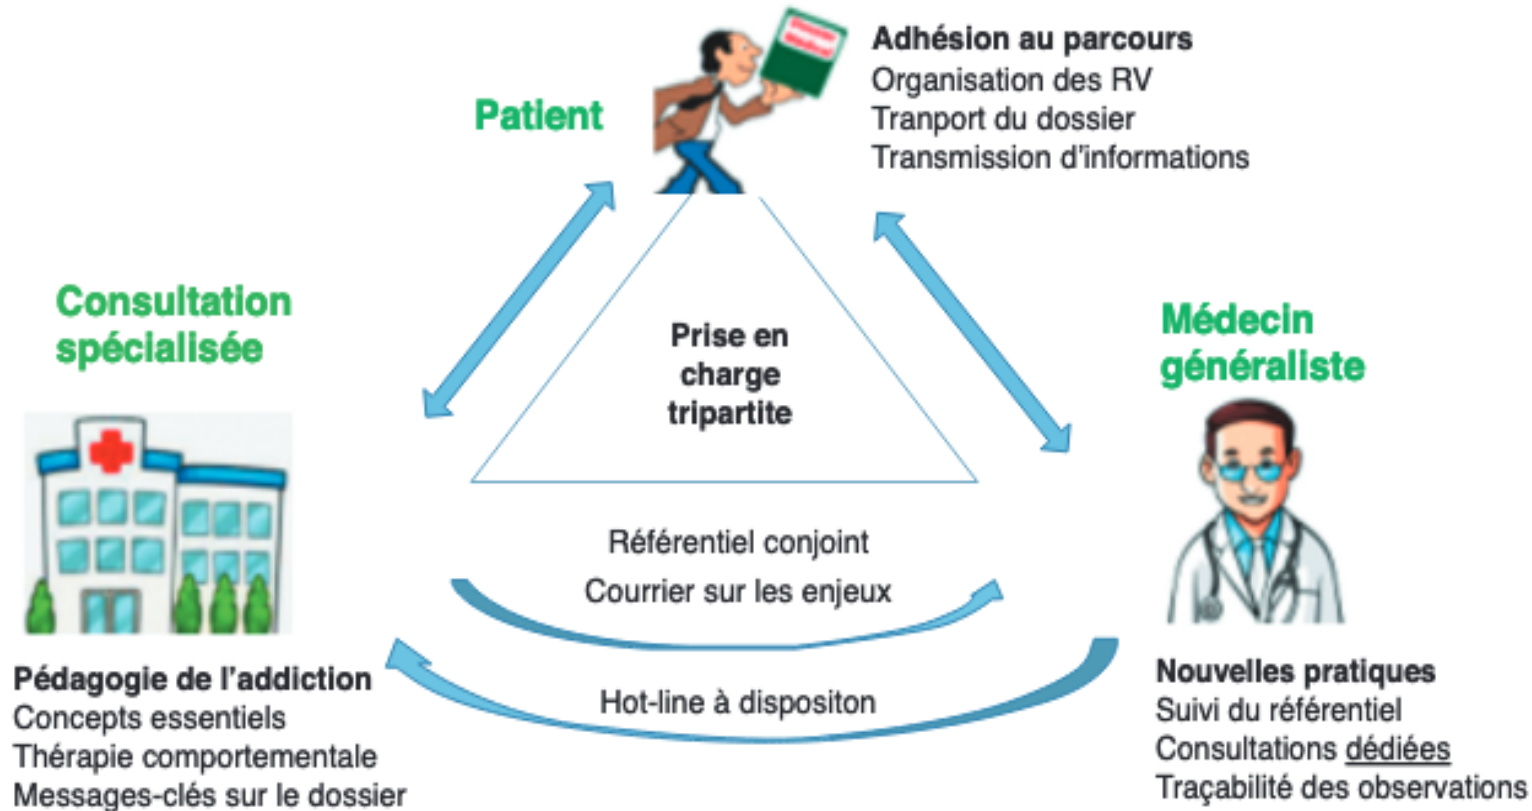 Dossier
Médical
Adhésion au parcours
Organisation des RV
Tranport du dossier
Transmission d'informations
Patient
Consultation
spécialisée
Prise en
charge
tripartite
Médecin
généraliste
Référentiel conjoint
Courrier sur les enjeux
Hot-line à dispositon
Pédagogie de l'addiction
Concepts essentiels
Thérapie comportementale
Messages-clés sur le dossier
Nouvelles pratiques
Suivi du référentiel
Consultations dédiées
Traçabilité des observations